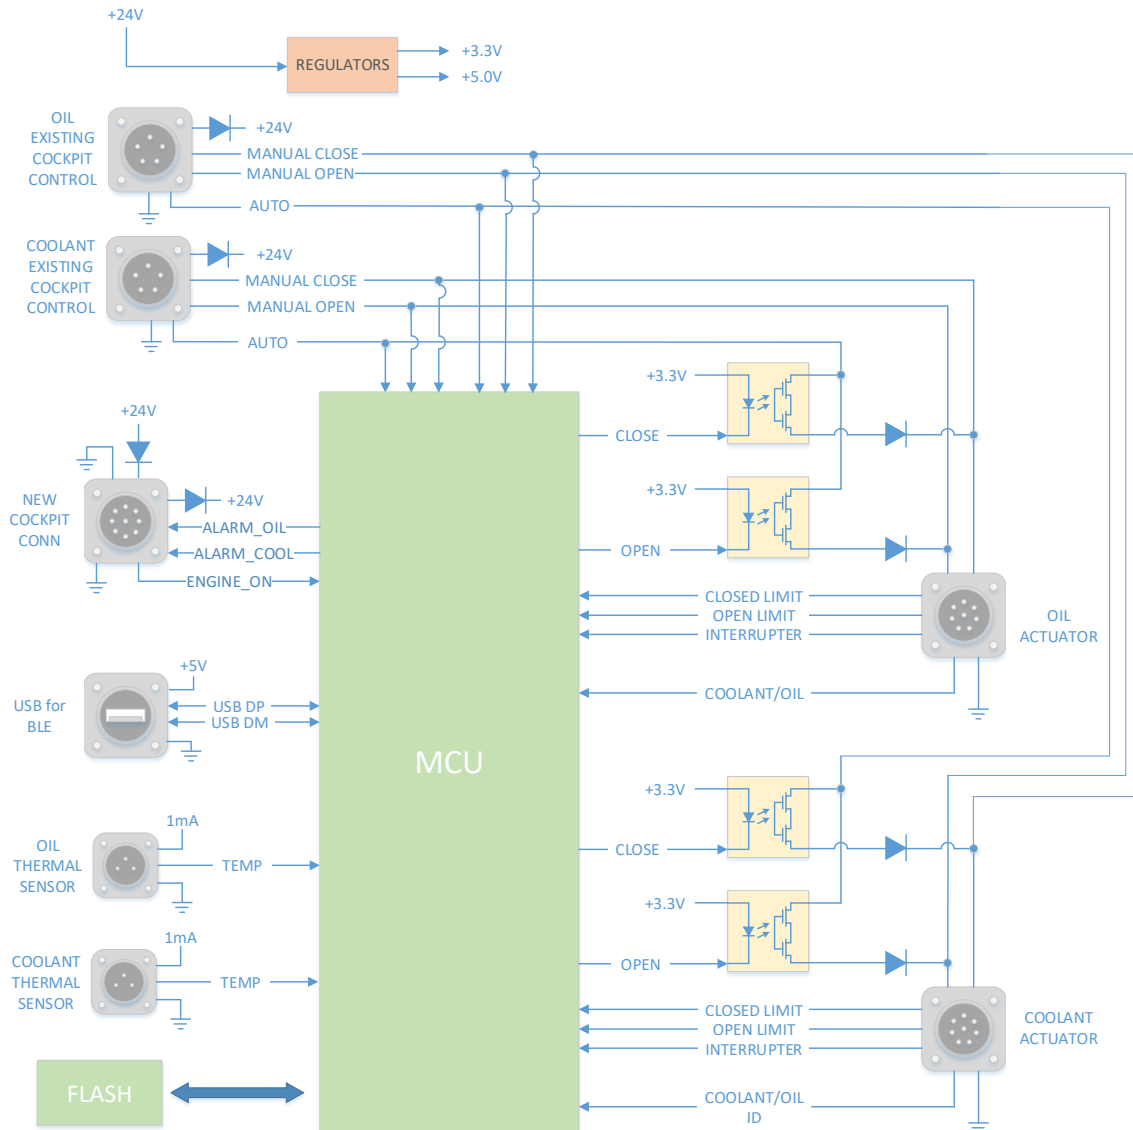 +24V
REGULATORS
+3.3V
+5.0V
OIL
EXISTING
COCKPIT
CONTROL
+24V
MANUAL CLOSE
MANUAL OPEN
AUTO
COOLANT
EXISTING
COCKPIT
CONTROL
+24V
MANUAL CLOSE
MANUAL OPEN
AUTO
+3.3V
CLOSE
+3.3V
OPEN
+24V
NEW
COCKPIT
CONN
+24V
ALARM_OIL
ALARM_COOL
ENGINE_ON
CLOSED LIMIT
OPEN LIMIT
INTERRUPTER
COOLANT/OIL
OIL
ACTUATOR
USB for
BLE
+5V
USB DP
USB DM
MCU
+3.3V
CLOSE
+3.3V
OPEN
OIL
THERMAL
SENSOR
1mA
TEMP
COOLANT
THERMAL
SENSOR
1mA
TEMP
CLOSED LIMIT
OPEN LIMIT
INTERRUPTER
COOLANT/OIL
ID
COOLANT
ACTUATOR
FLASH